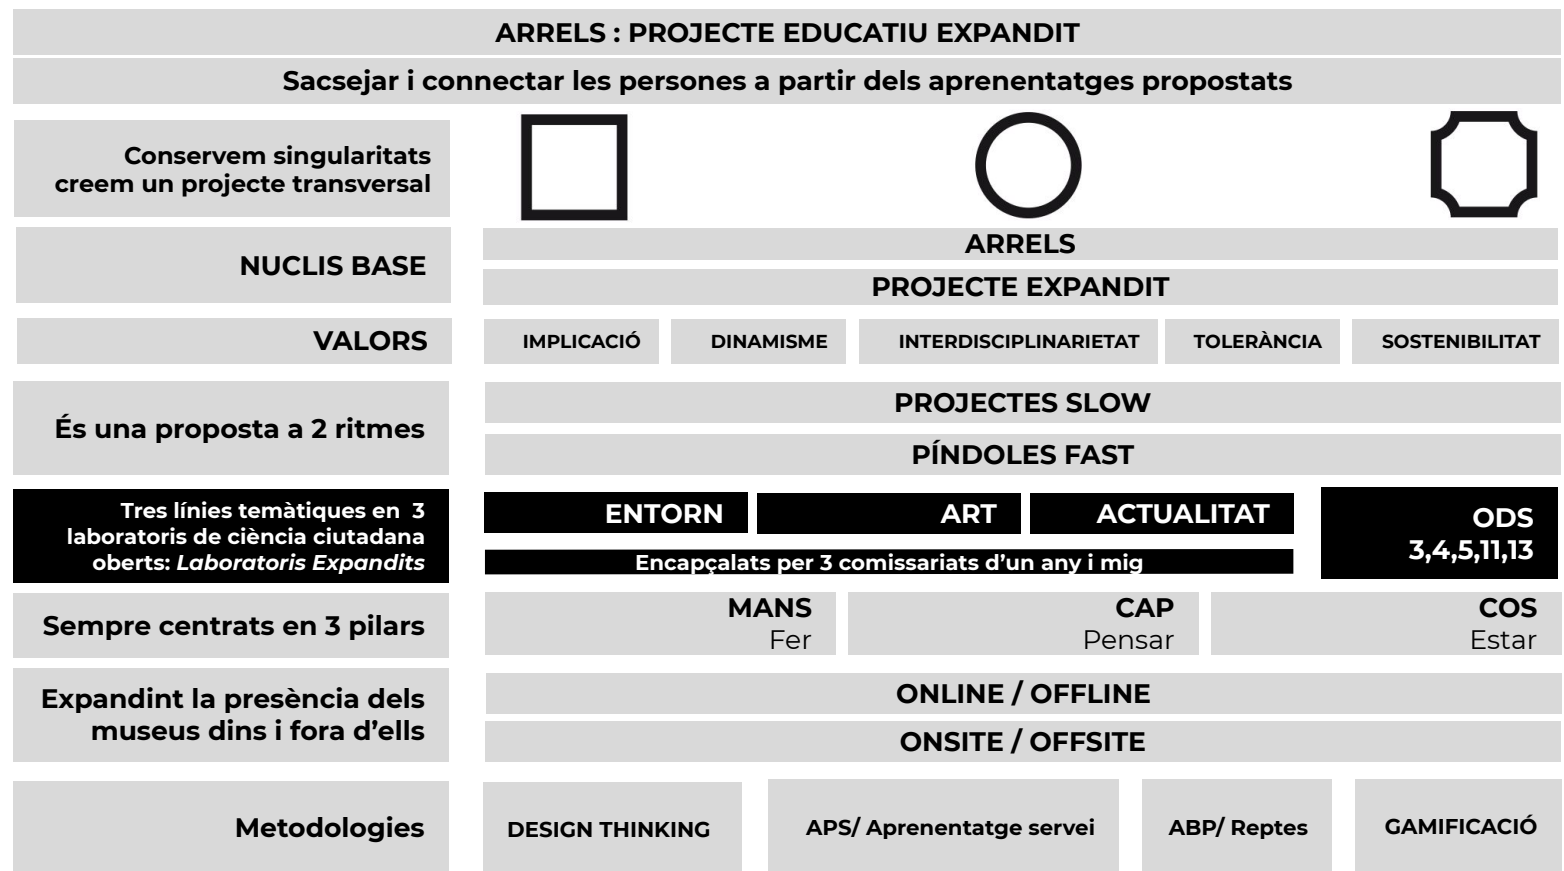 ARRELS : PROJECTE EDUCATIU EXPANDIT
Sacsejar i connectar les persones a partir dels aprenentatges propostats
Conservem singularitats
creem un projecte transversal
NUCLIS BASE
ARRELS
PROJECTE EXPANDIT
VALORS
IMPLICACIÓ
DINAMISME
INTERDISCIPLINARIETAT
TOLERÀNCIA
SOSTENIBILITAT
És una proposta a 2 ritmes
PROJECTES SLOW
PÍNDOLES FAST
Tres línies temàtiques en 3
laboratoris de ciència ciutadana
oberts: Laboratoris Expandits
ENTORN
ART
ACTUALITAT
Encapçalats per 3 comissariats d'un any i mig
ODS
3,4,5,11,13
Sempre centrats en 3 pilars
MANS
Fer
CAP
Pensar
COS
Estar
Expandint la presència dels
museus dins i fora d'ells
ONLINE / OFFLINE
ONSITE / OFFSITE
Metodologies
DESIGN THINKING
APS/ Aprenentatge servei
ABP/ Reptes
GAMIFICACIÓ